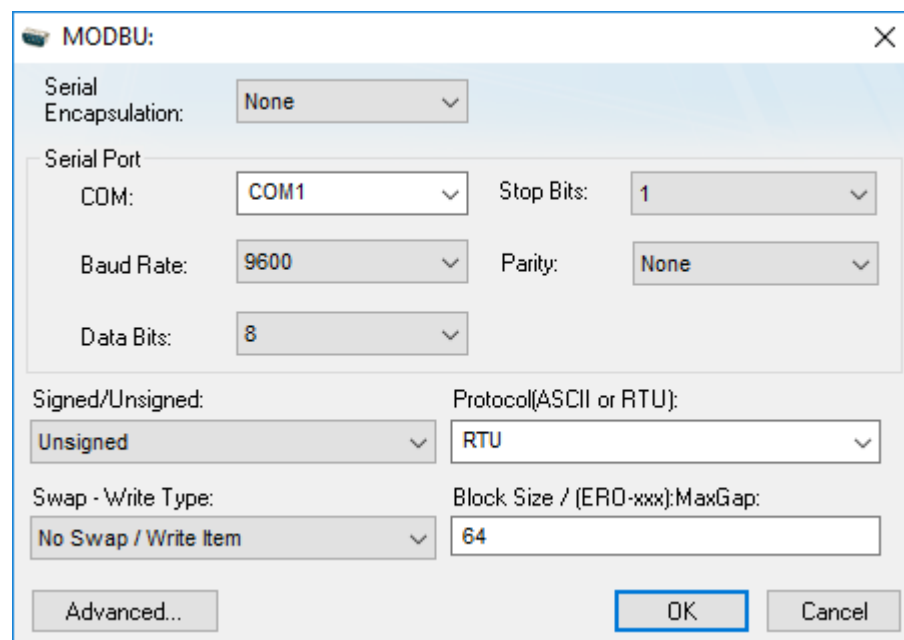 MODBU:
Serial
Encapsulation:
None
Serial Port
COM:
COM1
Stop Bits:
1
Baud Rate:
9600
Parity:
None
Data Bits:
8
Signed/Unsigned:
Protocol(ASCII or RTU):
Unsigned
RTU
Swap - Write Type:
Block Size / (ERO-xxx):MaxGap:
No Swap / Write Item
64
Advanced...
OK
Cancel